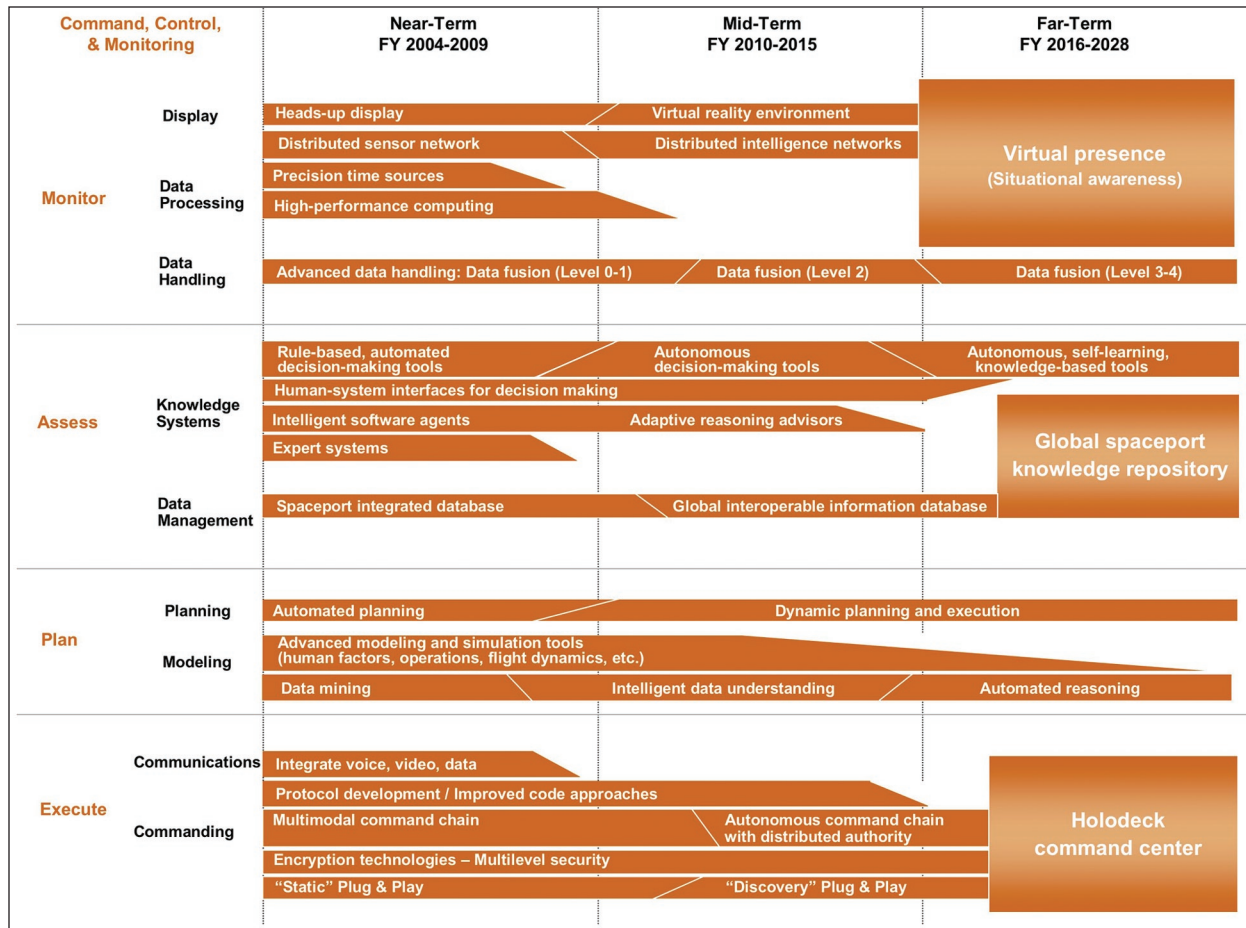 Command, Control,
& Monitoring
Near-Term
FY 2004-2009
Mid-Term
FY 2010-2015
Far-Term
FY 2016-2028
Monitor
Display
Heads-up display
Virtual reality environment
Distributed sensor network
Distributed intelligence networks
Virtual presence
(Situational awareness)
Data
Processing
Precision time sources
High-performance computing
Data
Handling
Advanced data handling: Data fusion (Level 0-1)
Data fusion (Level 2)
Data fusion (Level 3-4)
Assess
Knowledge
Systems
Rule-based, automated
decision-making tools
Autonomous
decision-making tools
Autonomous, self-learning,
knowledge-based tools
Human-system interfaces for decision making
Intelligent software agents
Adaptive reasoning advisors
Expert systems
Global spaceport
knowledge repository
Data
Management
Spaceport integrated database
Global interoperable information database
Plan
Planning
Automated planning
Dynamic planning and execution
Modeling
Advanced modeling and simulation tools
(human factors, operations, flight dynamics, etc.)
Data mining
Intelligent data understanding
Automated reasoning
Execute
Communications
Integrate voice, video, data
Protocol development / Improved code approaches
Commanding
Multimodal command chain
Autonomous command chain
with distributed authority
Encryption technologies – Multilevel security
“Static” Plug & Play
“Discovery” Plug & Play
Holodeck
command center